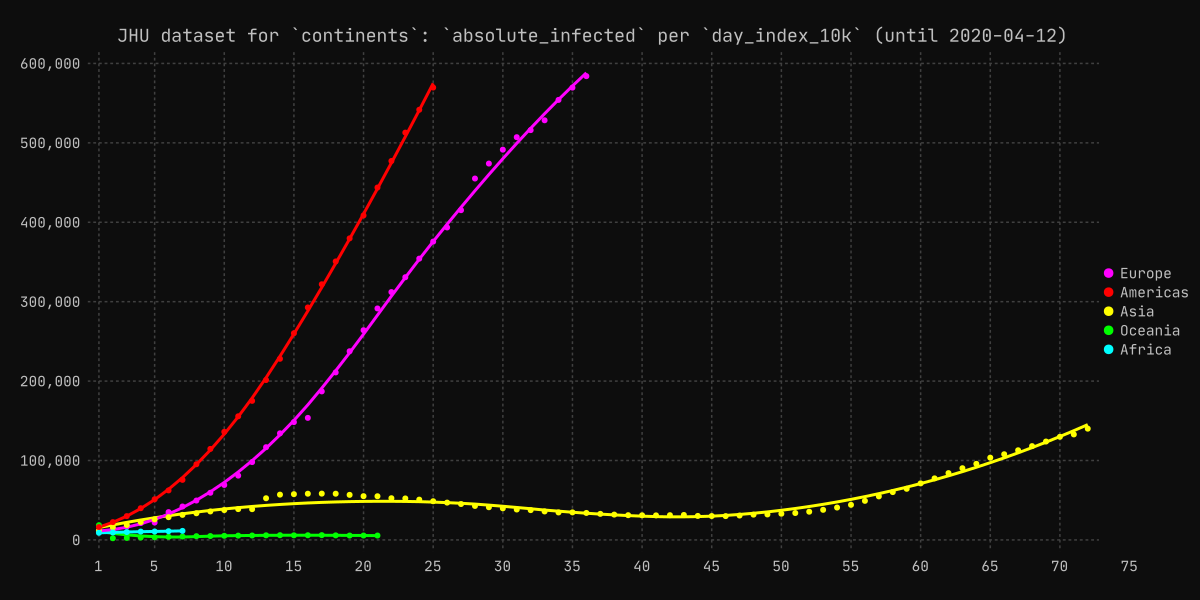 JHU dataset for `continents`: `absolute_infected` per `day_index_10k` (until 2020-04-12)
600,000
500,000
400,000
300,000
200,000
100,000
0
1 5 10 15 20 25 30 35 40 45 50 55 60 65 70 75
Europe
Americas
Asia
Oceania
Africa